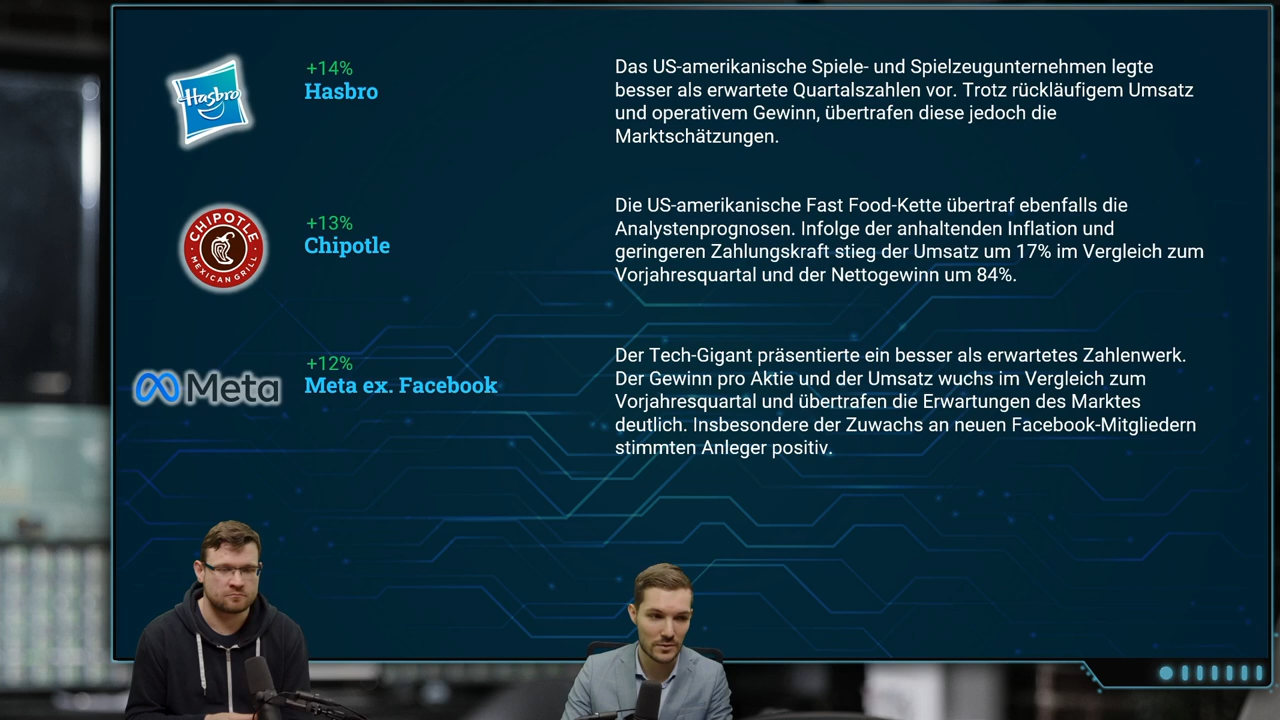 Hasbro
+14%
Hasbro
Das US-amerikanische Spiele- und Spielzeugunternehmen legte
besser als erwartete Quartalszahlen vor. Trotz rückläufigem Umsatz
und operativem Gewinn, übertrafen diese jedoch die
Marktschätzungen.
CHIPOTLE
MEXICAN GRILL
+13%
Chipotle
Die US-amerikanische Fast Food-Kette übertraf ebenfalls die
Analystenprognosen. Infolge der anhaltenden Inflation und
geringeren Zahlungskraft stieg der Umsatz um 17% im Vergleich zum
Vorjahresquartal und der Nettogewinn um 84%.
Meta
+12%
Meta ex. Facebook
Der Tech-Gigant präsentierte ein besser als erwartetes Zahlenwerk.
Der Gewinn pro Aktie und der Umsatz wuchs im Vergleich zum
Vorjahresquartal und übertrafen die Erwartungen des Marktes
deutlich. Insbesondere der Zuwachs an neuen Facebook-Mitgliedern
stimmten Anleger positiv.